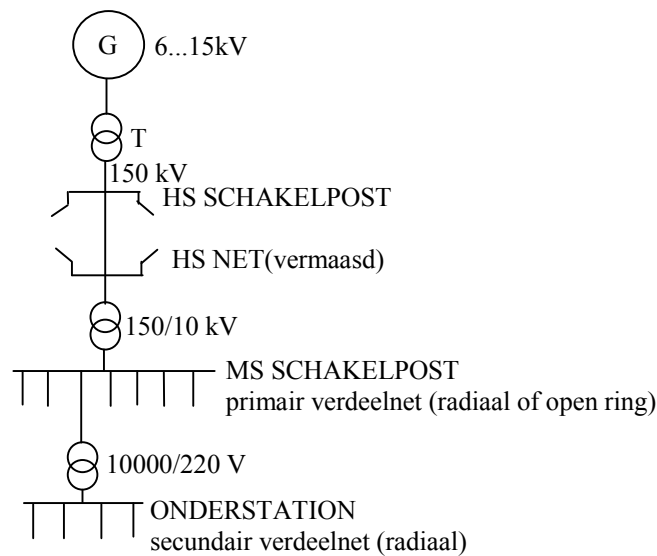 G
6...15kV
T
150 kV
HS SCHAKELPOST
HS NET(vermaasd)
150/10 kV
MS SCHAKELPOST
primair verdeelnet (radiaal of open ring)
10000/220 V
ONDERSTATION
secundair verdeelnet (radiaal)